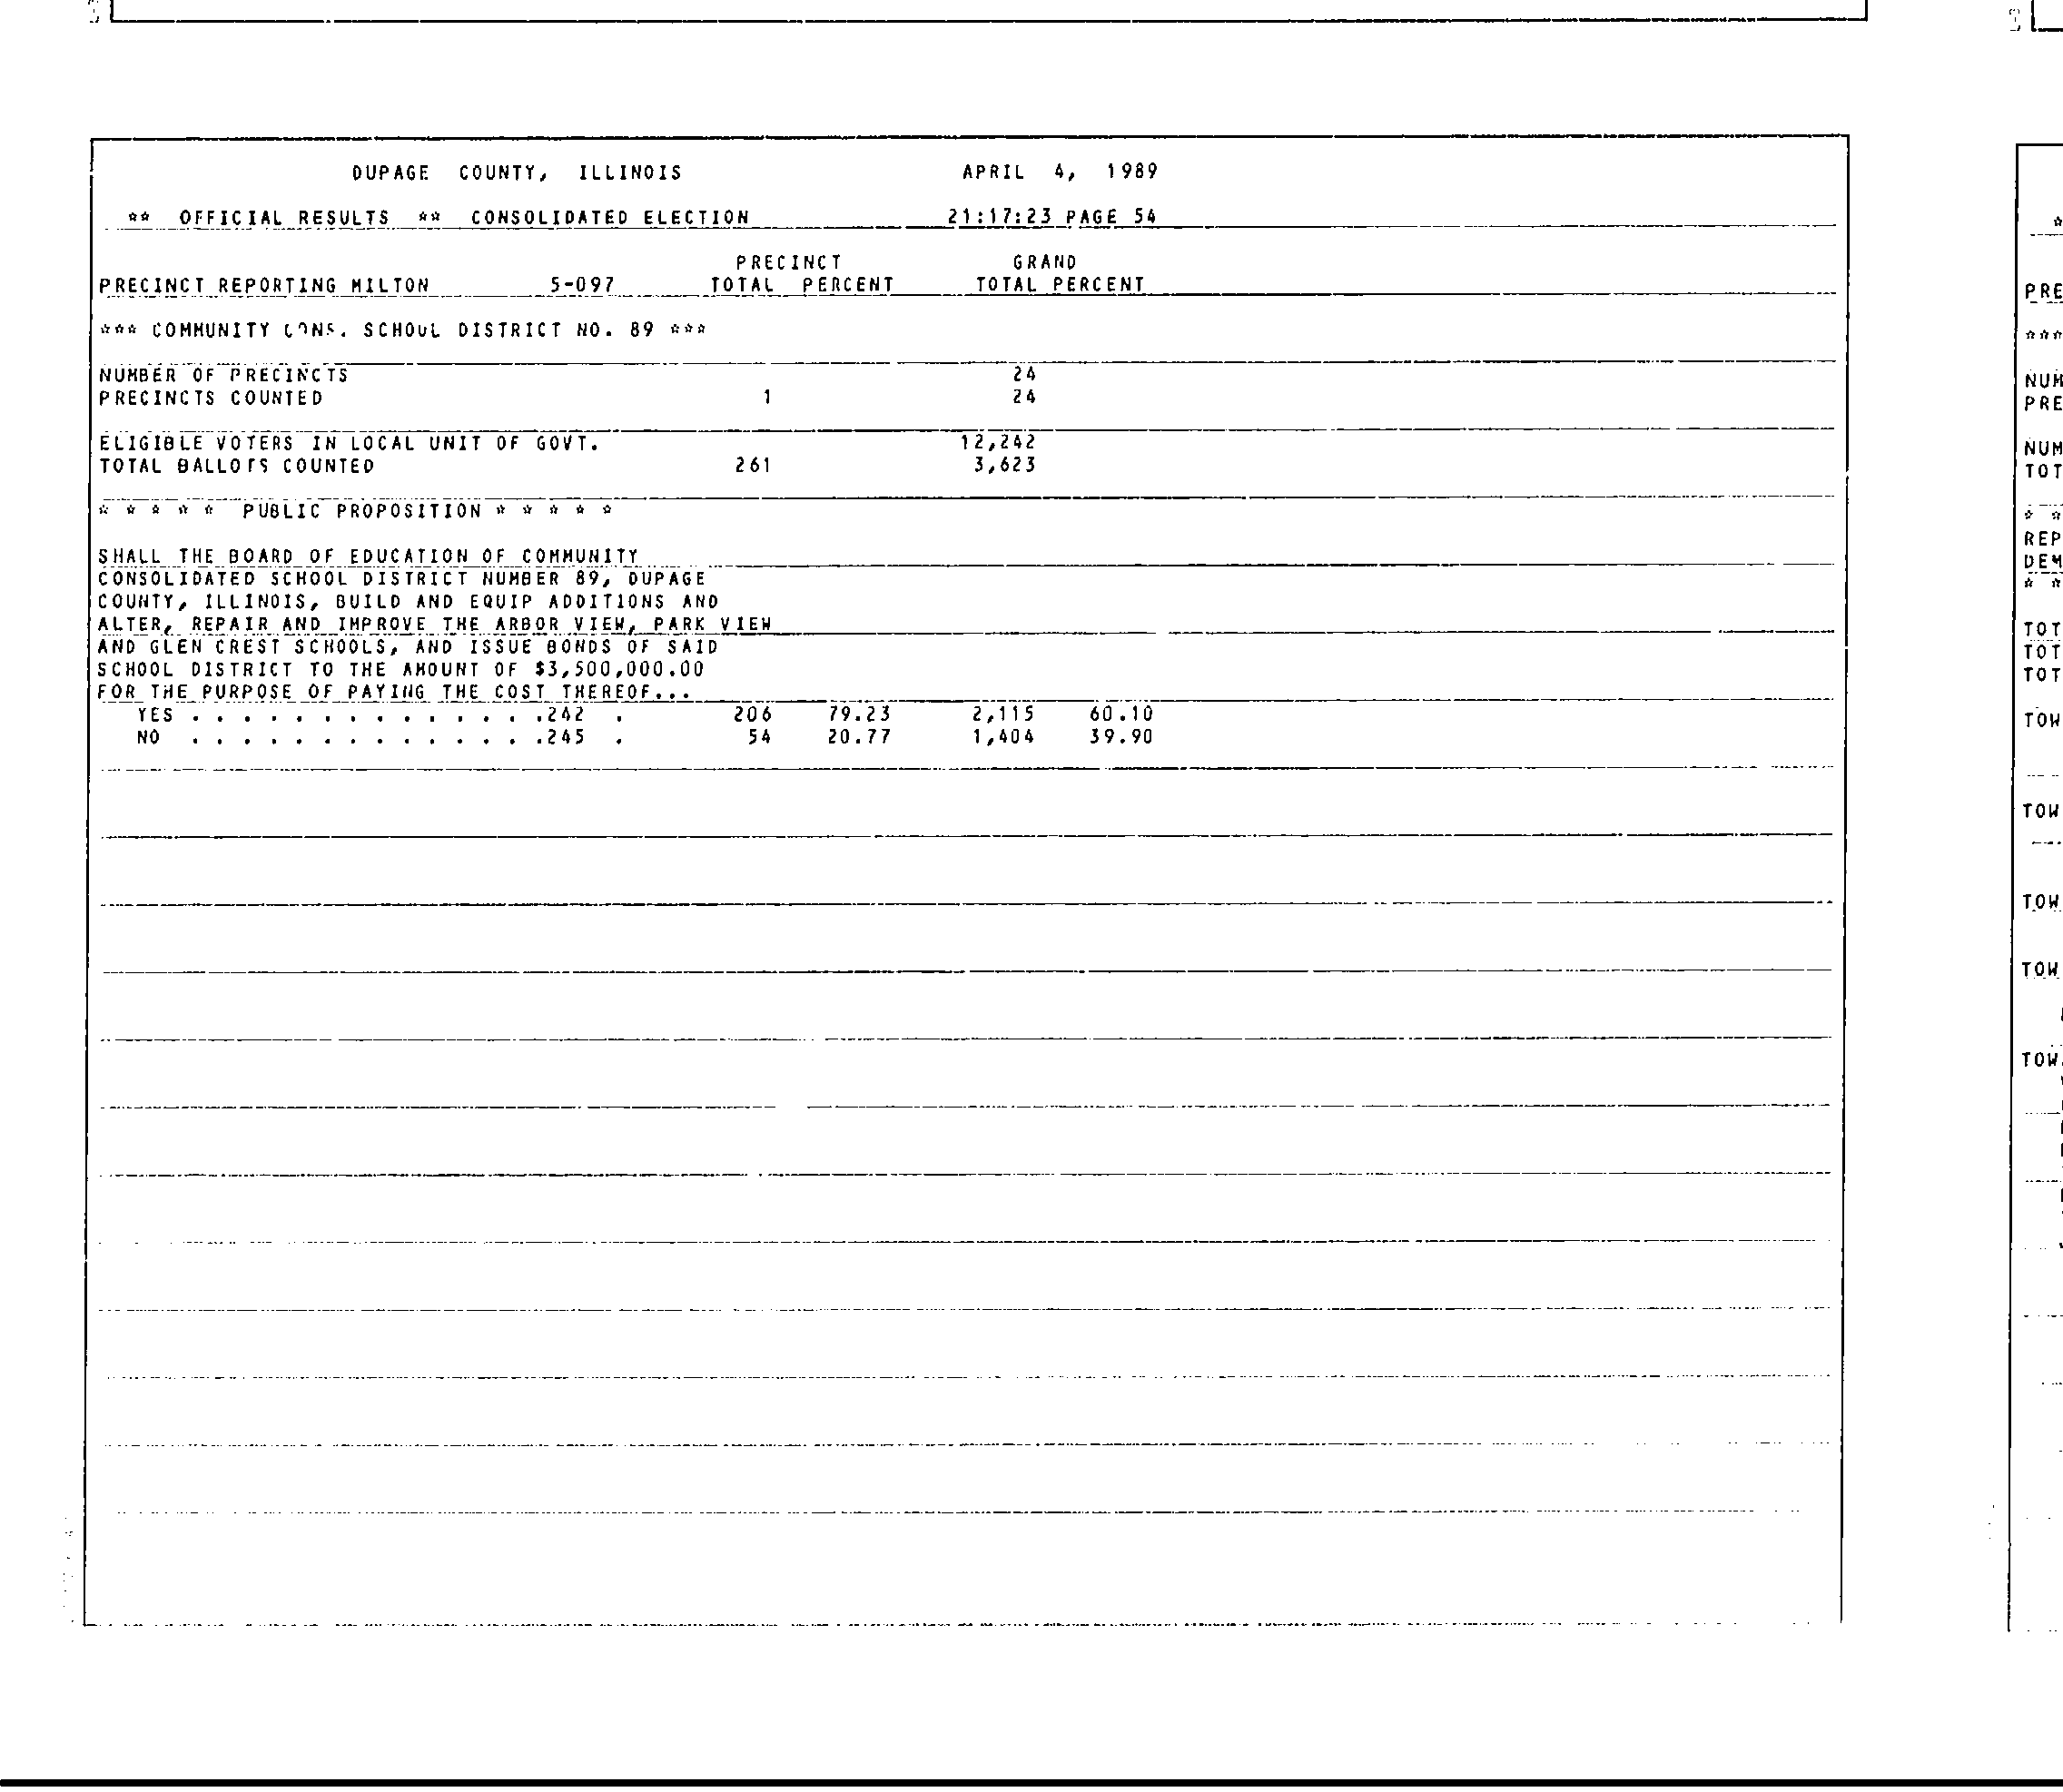 DUPAGE COUNTY, ILLINOIS APRIL 4, 1989
** OFFICIAL RESULTS ** CONSOLIDATED ELECTION 21:17:23 PAGE 54
PRECINCT GRAND
PRECINCT REPORTING MILTON 5-097 TOTAL PERCENT TOTAL PERCENT
*** COMMUNITY CONS. SCHOOL DISTRICT NO. 89 ***
NUMBER OF PRECINCTS 24
PRECINCTS COUNTED 1 24
ELIGIBLE VOTERS IN LOCAL UNIT OF GOVT. 12,242
TOTAL BALLOTS COUNTED 261 3,623
* * * * * PUBLIC PROPOSITION * * * * *
SHALL THE BOARD OF EDUCATION OF COMMUNITY
CONSOLIDATED SCHOOL DISTRICT NUMBER 89, DUPAGE
COUNTY, ILLINOIS, BUILD AND EQUIP ADDITIONS AND
ALTER, REPAIR AND IMPROVE THE ARBOR VIEW, PARK VIEW
AND GLEN CREST SCHOOLS, AND ISSUE BONDS OF SAID
SCHOOL DISTRICT TO THE AMOUNT OF $3,500,000.00
FOR THE PURPOSE OF PAYING THE COST THEREOF...
YES . . . . . . . . . . . . . .242 . 206 79.23 2,115 60.10
NO . . . . . . . . . . . . . .245 . 54 20.77 1,404 39.90
*
PRE
***
NUM
PRE
NUM
TOT
* *
REP
DEM
* *
TOT
TOT
TOT
TOW
TOW
TOW
TOW
TOW